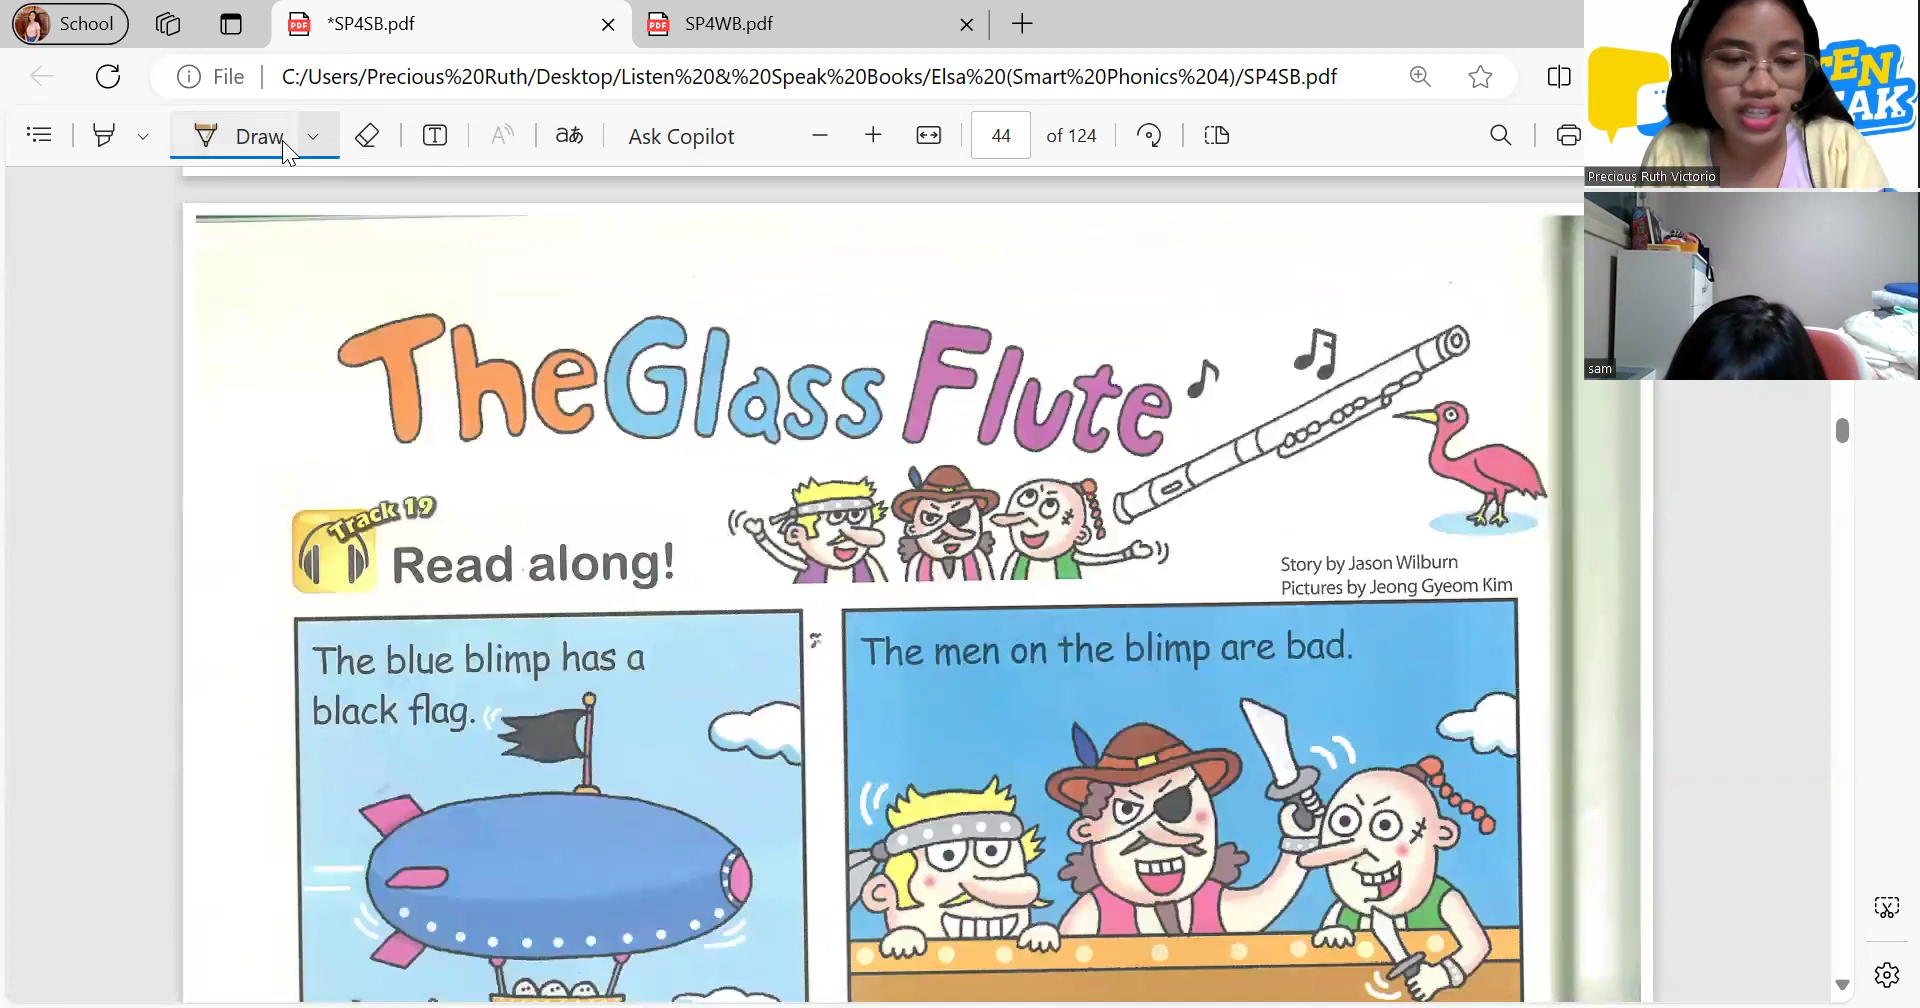 School
*SP4SB.pdf
SP4WB.pdf
File
C:/Users/Precious%20Ruth/Desktop/Listen%20&%20Speak%20Books/Elsa%20(Smart%20Phonics%204)/SP4SB.pdf
Draw
Ask Copilot
44
of 124
Precious Ruth Victorio
sam
The Glass Flute
Track 19
Read along!
Story by Jason Wilburn
Pictures by Jeong Gyeom Kim
The blue blimp has a
black flag.
The men on the blimp are bad.